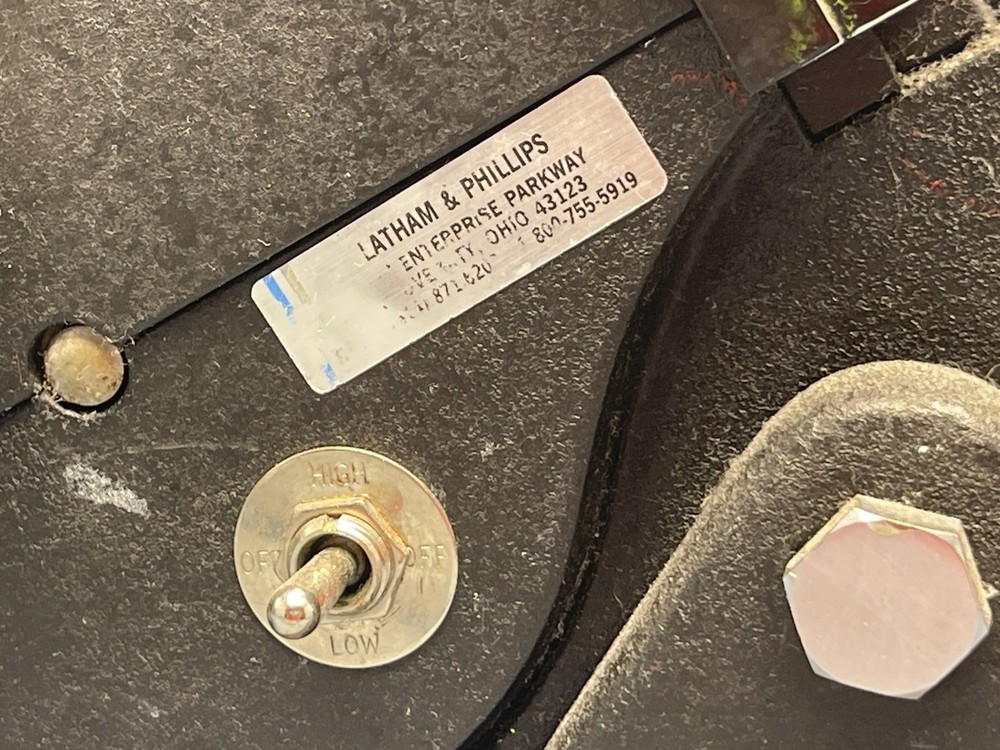 LATHAM & PHILLIPS
ENTERPRISE PARKWAY
OHIO 43123
800-755-5919
HIGH
OFF OFF
LOW